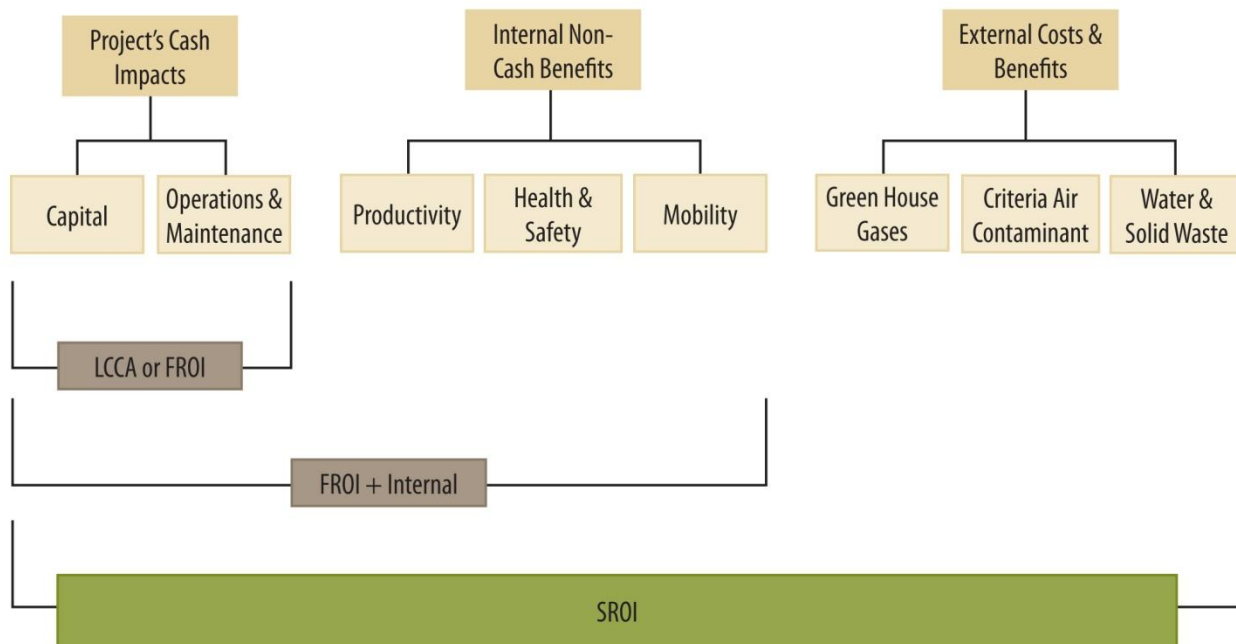 Project's Cash
Impacts
Internal Non-
Cash Benefits
External Costs &
Benefits
Capital
Operations &
Maintenance
Productivity
Health &
Safety
Mobility
Green House
Gases
Criteria Air
Contaminant
Water &
Solid Waste
LCCA or FROI
FROI + Internal
SROI